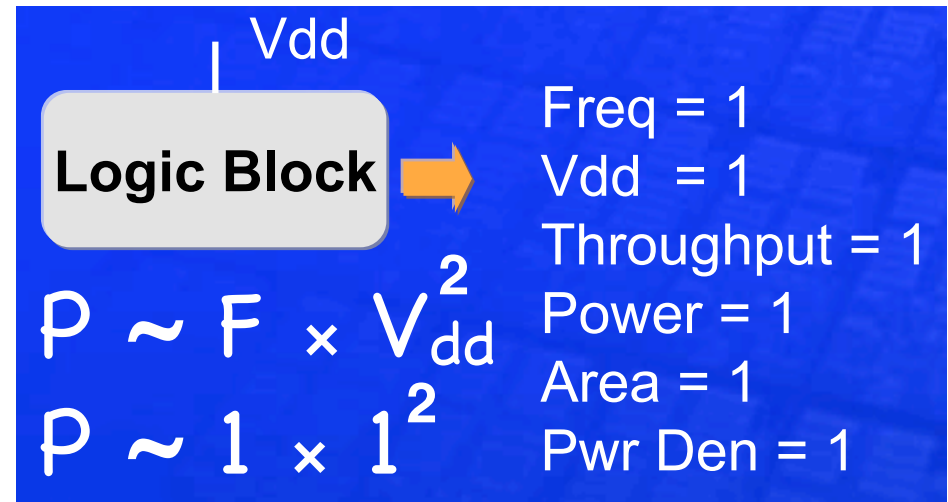 Vdd
Logic Block
P ~ F × V²dd
P ~ 1 × 1²
Freq = 1
Vdd = 1
Throughput = 1
Power = 1
Area = 1
Pwr Den = 1